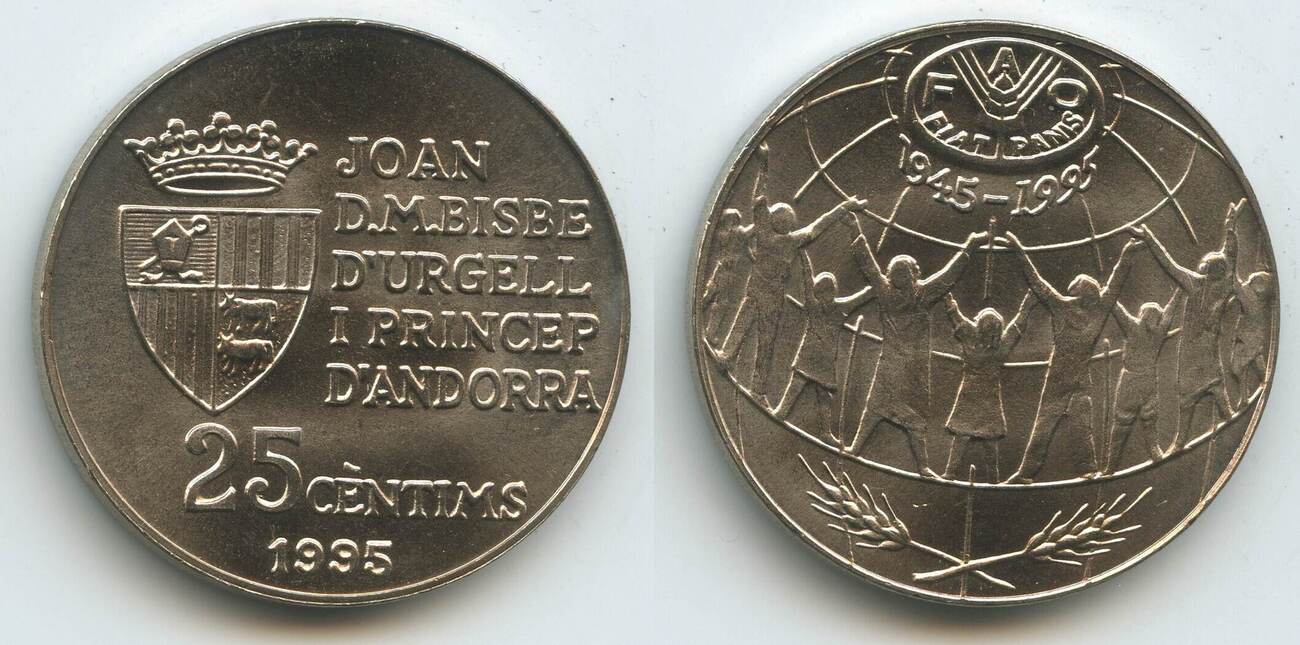 JOAN
D.M.BISBE
D'URGELL
I PRINCEP
D'ANDORRA
25 CÈNTIMS
1995
FAO
FIAT PANIS
1945-1995